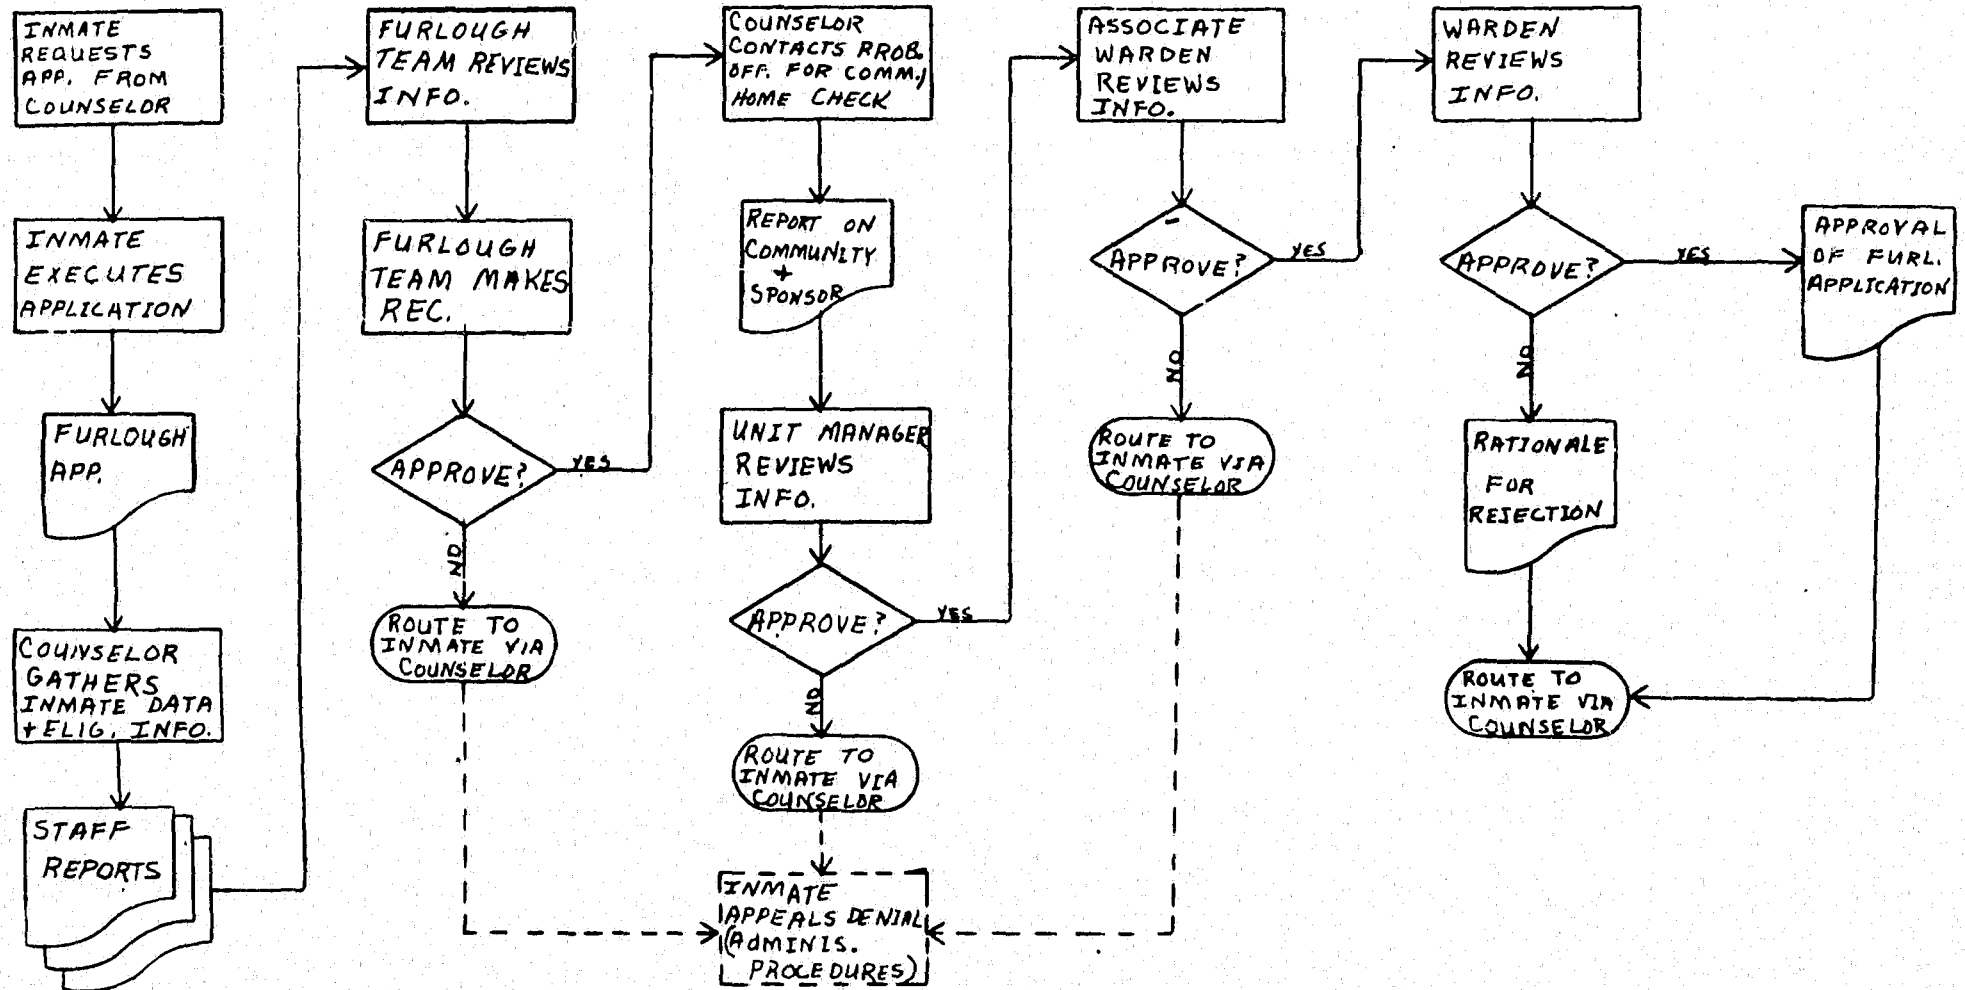 INMATE
REQUESTS
APP. FROM
COUNSELOR
INMATE
EXECUTES
APPLICATION
FURLOUGH
APP.
COUNSELOR
GATHERS
INMATE DATA
+ ELIG. INFO.
STAFF
REPORTS
FURLOUGH
TEAM REVIEWS
INFO.
FURLOUGH
TEAM MAKES
REC.
APPROVE?
YES
NO
ROUTE TO
INMATE VIA
COUNSELOR
COUNSELOR
CONTACTS PROB.
OFF. FOR COMM./
HOME CHECK
REPORT ON
COMMUNITY
+
SPONSOR
UNIT MANAGER
REVIEWS
INFO.
APPROVE?
YES
NO
ROUTE TO
INMATE VIA
COUNSELOR
INMATE
APPEALS DENIAL
(ADMINIS.
PROCEDURES)
ASSOCIATE
WARDEN
REVIEWS
INFO.
APPROVE?
YES
NO
ROUTE TO
INMATE VIA
COUNSELOR
WARDEN
REVIEWS
INFO.
APPROVE?
YES
NO
RATIONALE
FOR
REJECTION
ROUTE TO
INMATE VIA
COUNSELOR
APPROVAL
OF FURL.
APPLICATION